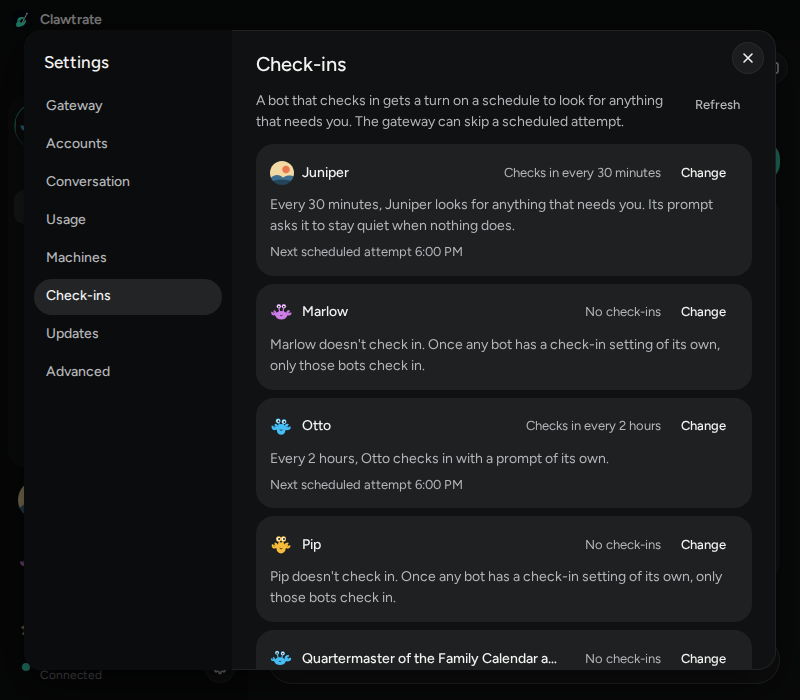 Clawtrate
Settings
Gateway
Accounts
Conversation
Usage
Machines
Check-ins
Updates
Advanced
Connected
Check-ins
A bot that checks in gets a turn on a schedule to look for anything
that needs you. The gateway can skip a scheduled attempt.
Refresh
Juniper
Checks in every 30 minutes
Change
Every 30 minutes, Juniper looks for anything that needs you. Its prompt
asks it to stay quiet when nothing does.
Next scheduled attempt 6:00 PM
Marlow
No check-ins
Change
Marlow doesn't check in. Once any bot has a check-in setting of its own,
only those bots check in.
Otto
Checks in every 2 hours
Change
Every 2 hours, Otto checks in with a prompt of its own.
Next scheduled attempt 6:00 PM
Pip
No check-ins
Change
Pip doesn't check in. Once any bot has a check-in setting of its own, only
those bots check in.
Quartermaster of the Family Calendar a...
No check-ins
Change